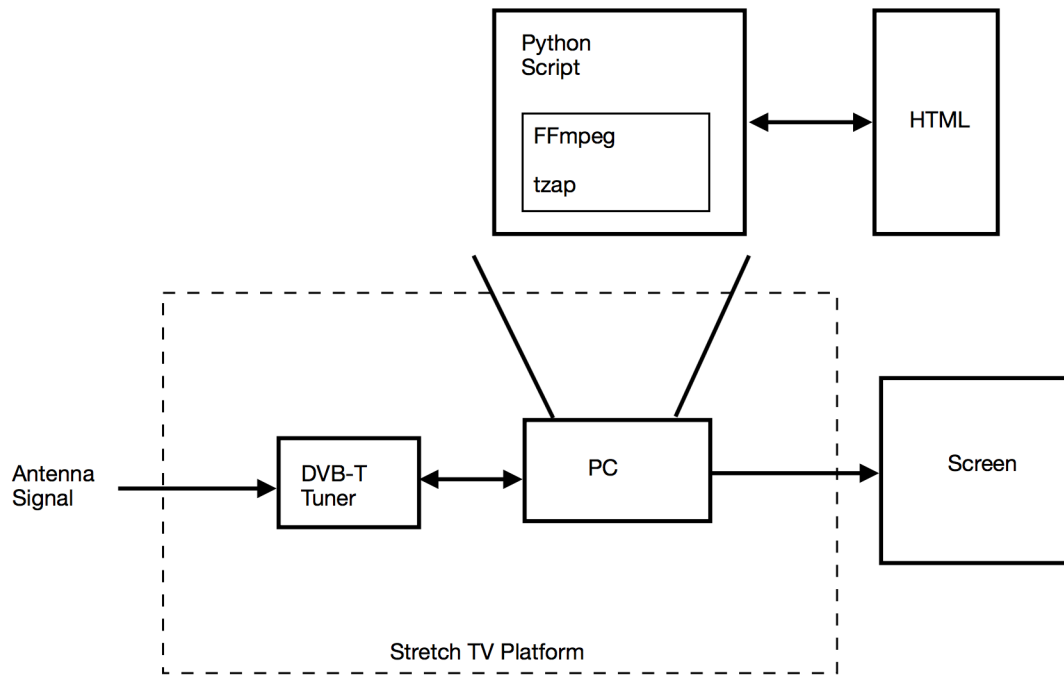 Python
Script
FFmpeg
tzap
HTML
Antenna
Signal
DVB-T
Tuner
PC
Screen
Stretch TV Platform